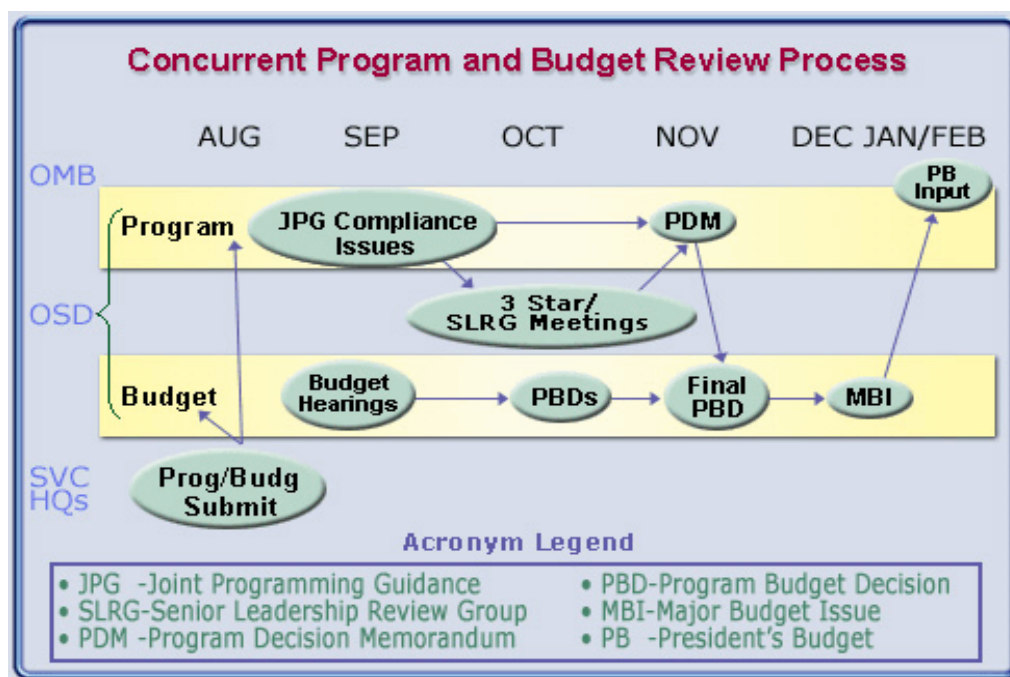 Concurrent Program and Budget Review Process
AUG SEP OCT NOV DEC JAN/FEB
OMB
PB
Input
Program
JPG Compliance
Issues
PDM
OSD
3 Star/
SLRG Meetings
Budget
Budget
Hearings
PBDs
Final
PBD
MBI
SVC
HQs
Prog/Budg
Submit
Acronym Legend
• JPG -Joint Programming Guidance
• SLRG-Senior Leadership Review Group
• PDM -Program Decision Memorandum
• PBD-Program Budget Decision
• MBI-Major Budget Issue
• PB -President's Budget